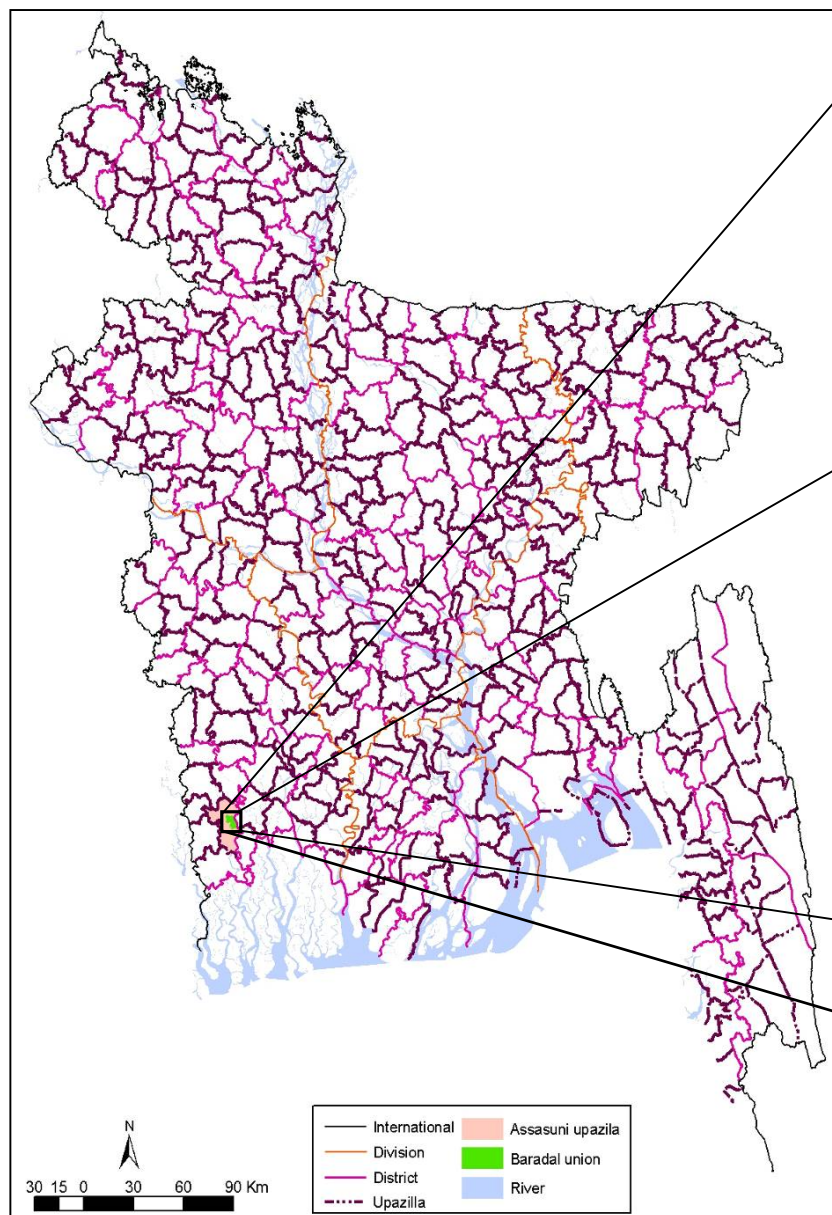 N
30 15 0 30 60 90 Km
International
Division
District
Upazilla
Assasuni upazila
Baradal union
River